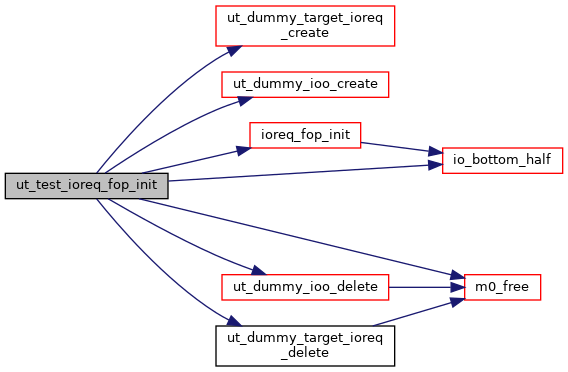 ut_dummy_target_ioreq
_create
ut_dummy_ioo_create
ioreq_fop_init
io_bottom_half
ut_test_ioreq_fop_init
ut_dummy_ioo_delete
m0_free
ut_dummy_target_ioreq
_delete